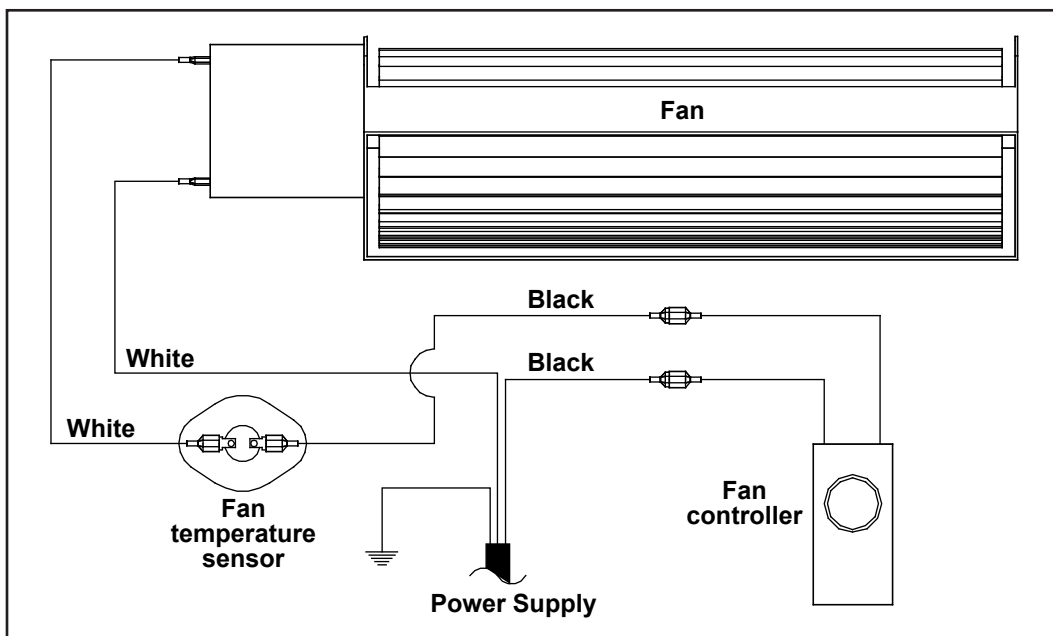 Fan
Black
Black
White
White
Fan
temperature
sensor
Fan
controller
Power Supply